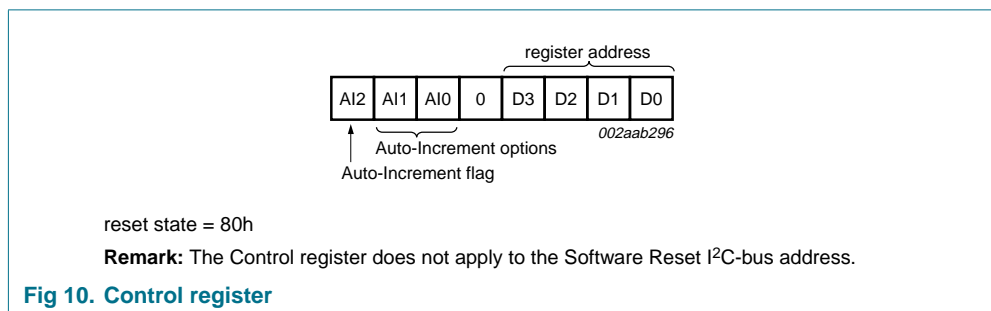 register address
AI2 AI1 AI0 0 D3 D2 D1 D0
002aab296
Auto-Increment options
Auto-Increment flag
reset state = 80h
Remark: The Control register does not apply to the Software Reset I²C-bus address.
Fig 10. Control register